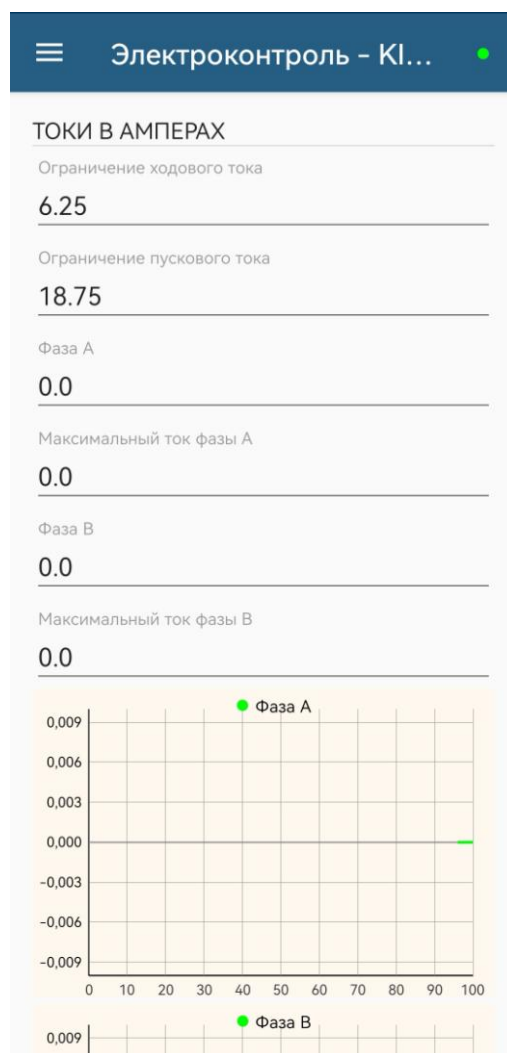 Электроконтроль - KI...
ТОКИ В АМПЕРАХ
Ограничение ходового тока
6.25
Ограничение пускового тока
18.75
Фаза A
0.0
Максимальный ток фазы A
0.0
Фаза B
0.0
Максимальный ток фазы B
0.0
Фаза A
0,009
0,006
0,003
0,000
-0,003
-0,006
-0,009
0 10 20 30 40 50 60 70 80 90 100
Фаза B
0,009